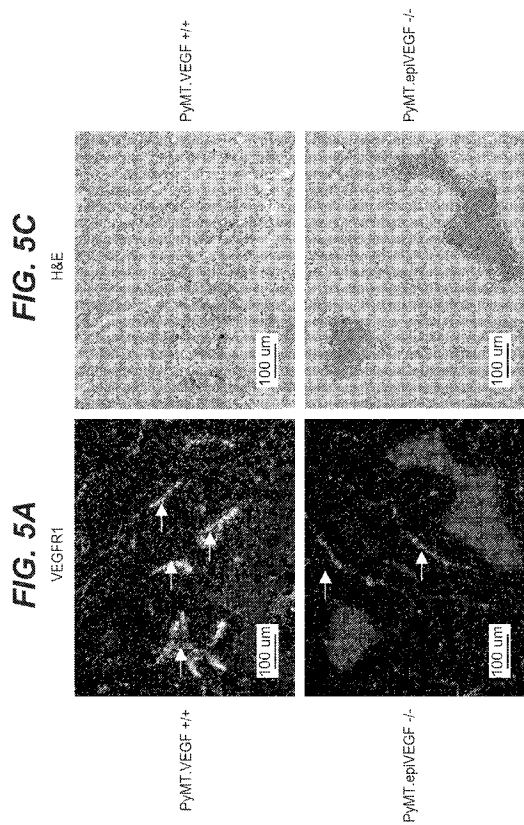 FIG. 5A
VEGFR1
FIG. 5C
H&E
PyMT.VEGF +/+
100 um
100 um
PyMT.VEGF +/+
PyMT.epiVEGF -/-
100 um
100 um
PyMT.epiVEGF -/-